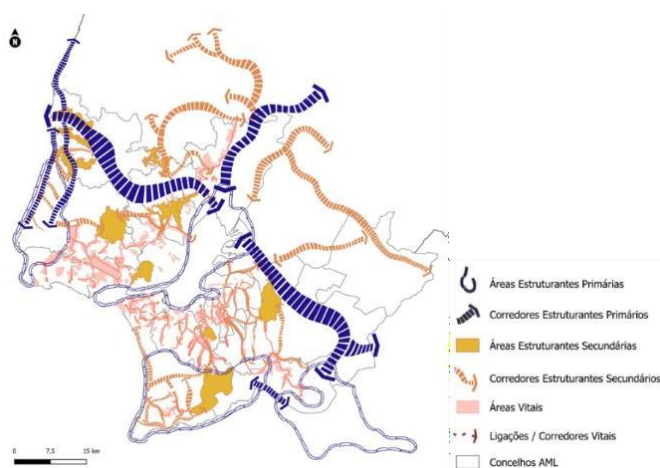 N
Áreas Estruturantes Primárias
Corredores Estruturantes Primários
Áreas Estruturantes Secundárias
Corredores Estruturantes Secundários
Áreas Vitais
Ligações / Corredores Vitais
Concelhos AML
0 7,5 15 km